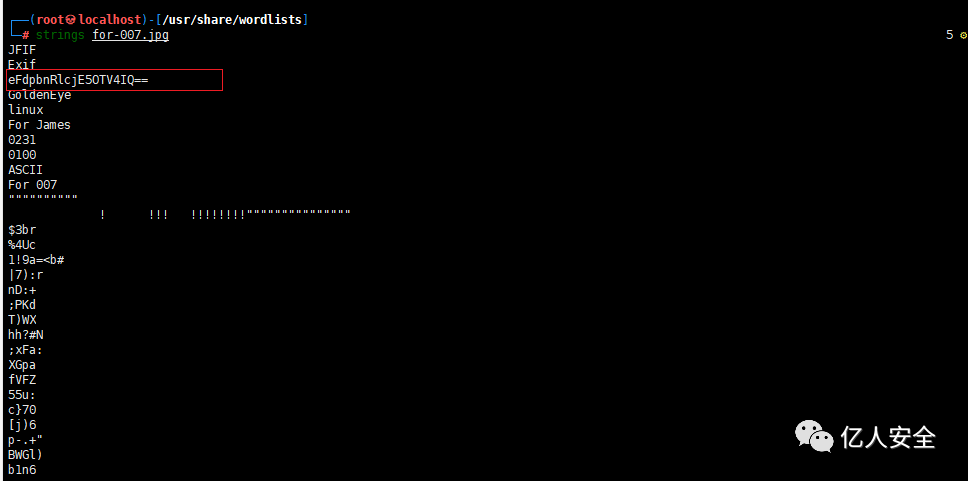 ┌──(root㉿localhost)-[/usr/share/wordlists]
└─# strings for-007.jpg 5 ⚙
JFIF
Exif
eFdpbnRlcjE5OTV4IQ==
GoldenEye
linux
For James
0231
0100
ASCII
For 007
""""""""""
! !!! !!!!!!!!"""""""""""""""
$3br
%4Uc
1!9a=<b#
|7):r
nD:+
;PKd
T)WX
hh?#N
;xFa:
XGpa
fVFZ
55u:
c}70
[j)6
p-.+"
BWGl)
b1n6
亿人安全